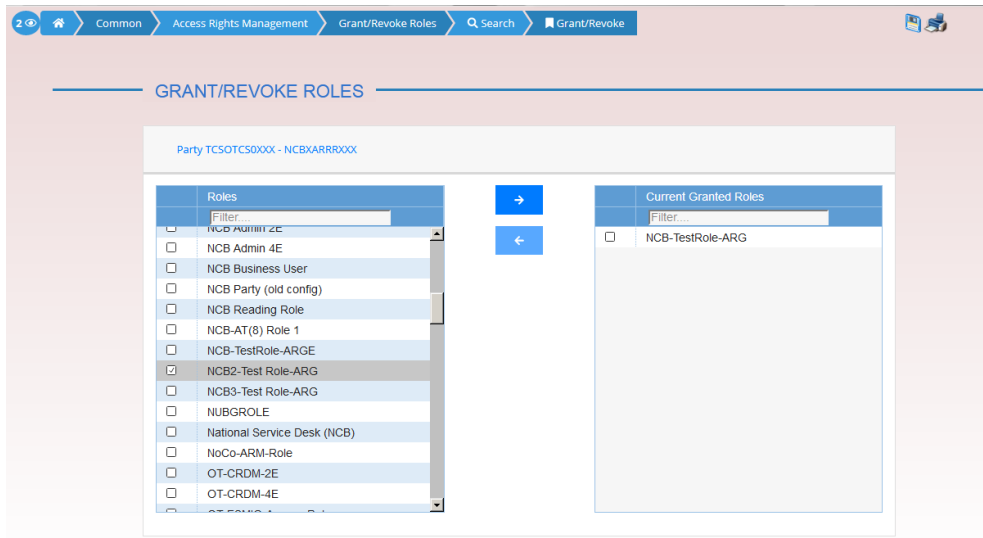 2
Common Access Rights Management Grant/Revoke Roles Search Grant/Revoke
GRANT/REVOKE ROLES
Party TCSOTCS0XXX - NCBXARRRXXX
Roles
Filter....
NCB Admin 2E
NCB Admin 4E
NCB Business User
NCB Party (old config)
NCB Reading Role
NCB-AT(8) Role 1
NCB-TestRole-ARGE
NCB2-Test Role-ARG
NCB3-Test Role-ARG
NUBGROLE
National Service Desk (NCB)
NoCo-ARM-Role
OT-CRDM-2E
OT-CRDM-4E
Current Granted Roles
Filter....
NCB-TestRole-ARG